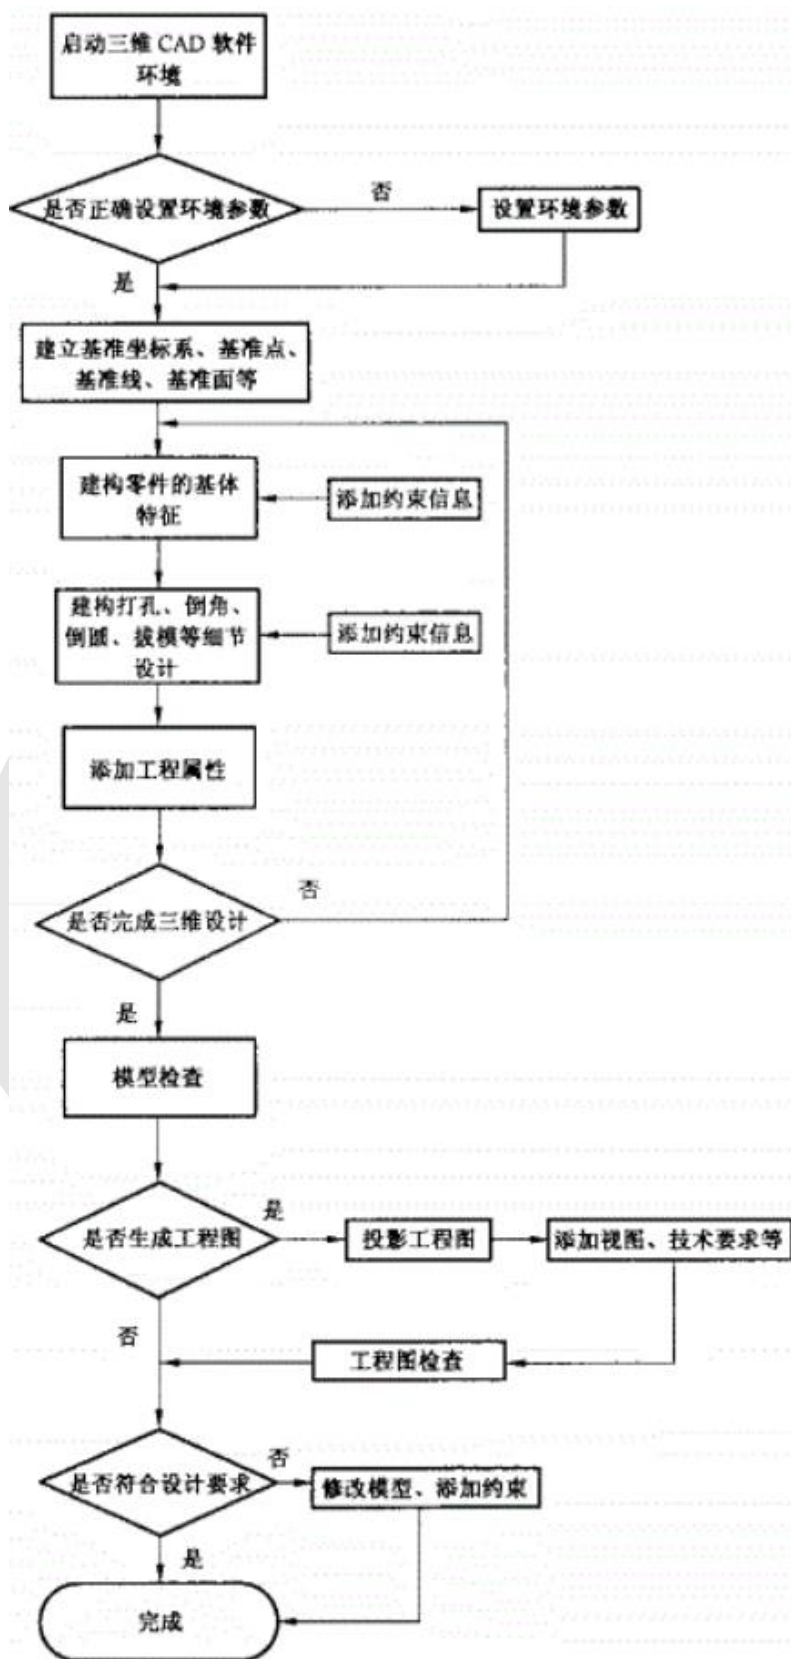 启动三维 CAD 软件
环境
是否正确设置环境参数
否
设置环境参数
是
建立基准坐标系、基准点、
基准线、基准面等
建构零件的基体
特征
添加约束信息
建构打孔、倒角、
倒圆、拔模等细节
设计
添加约束信息
添加工程属性
是否完成三维设计
否
是
模型检查
是否生成工程图
是
投影工程图
添加视图、技术要求等
否
工程图检查
是否符合设计要求
否
修改模型、添加约束
是
完成